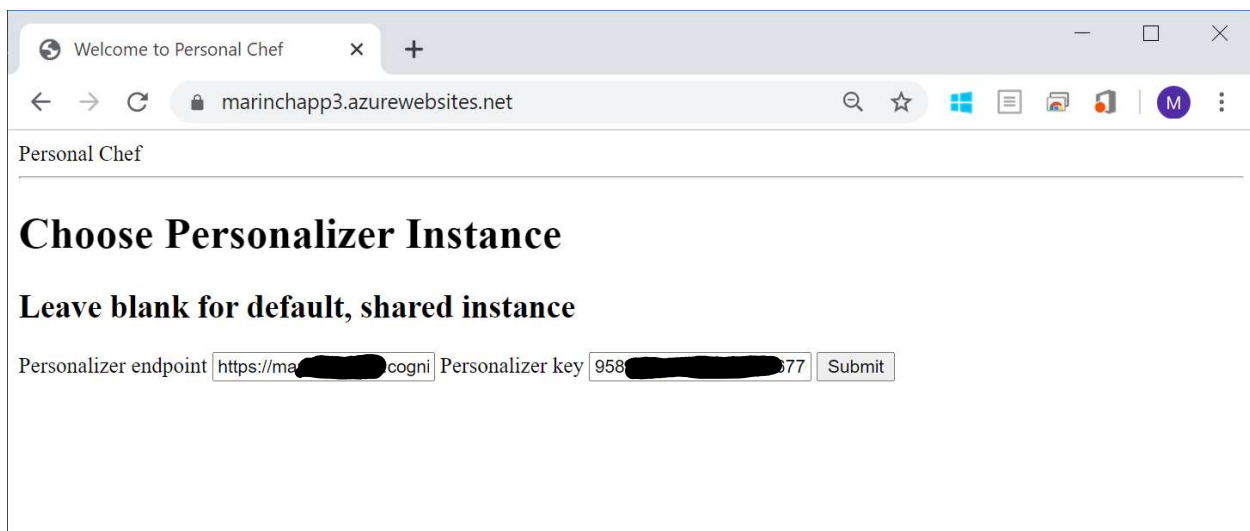 Welcome to Personal Chef
marinchapp3.azurewebsites.net
M
Personal Chef
Choose Personalizer Instance
Leave blank for default, shared instance
Personalizer endpoint https://ma cogni Personalizer key 958 677 Submit